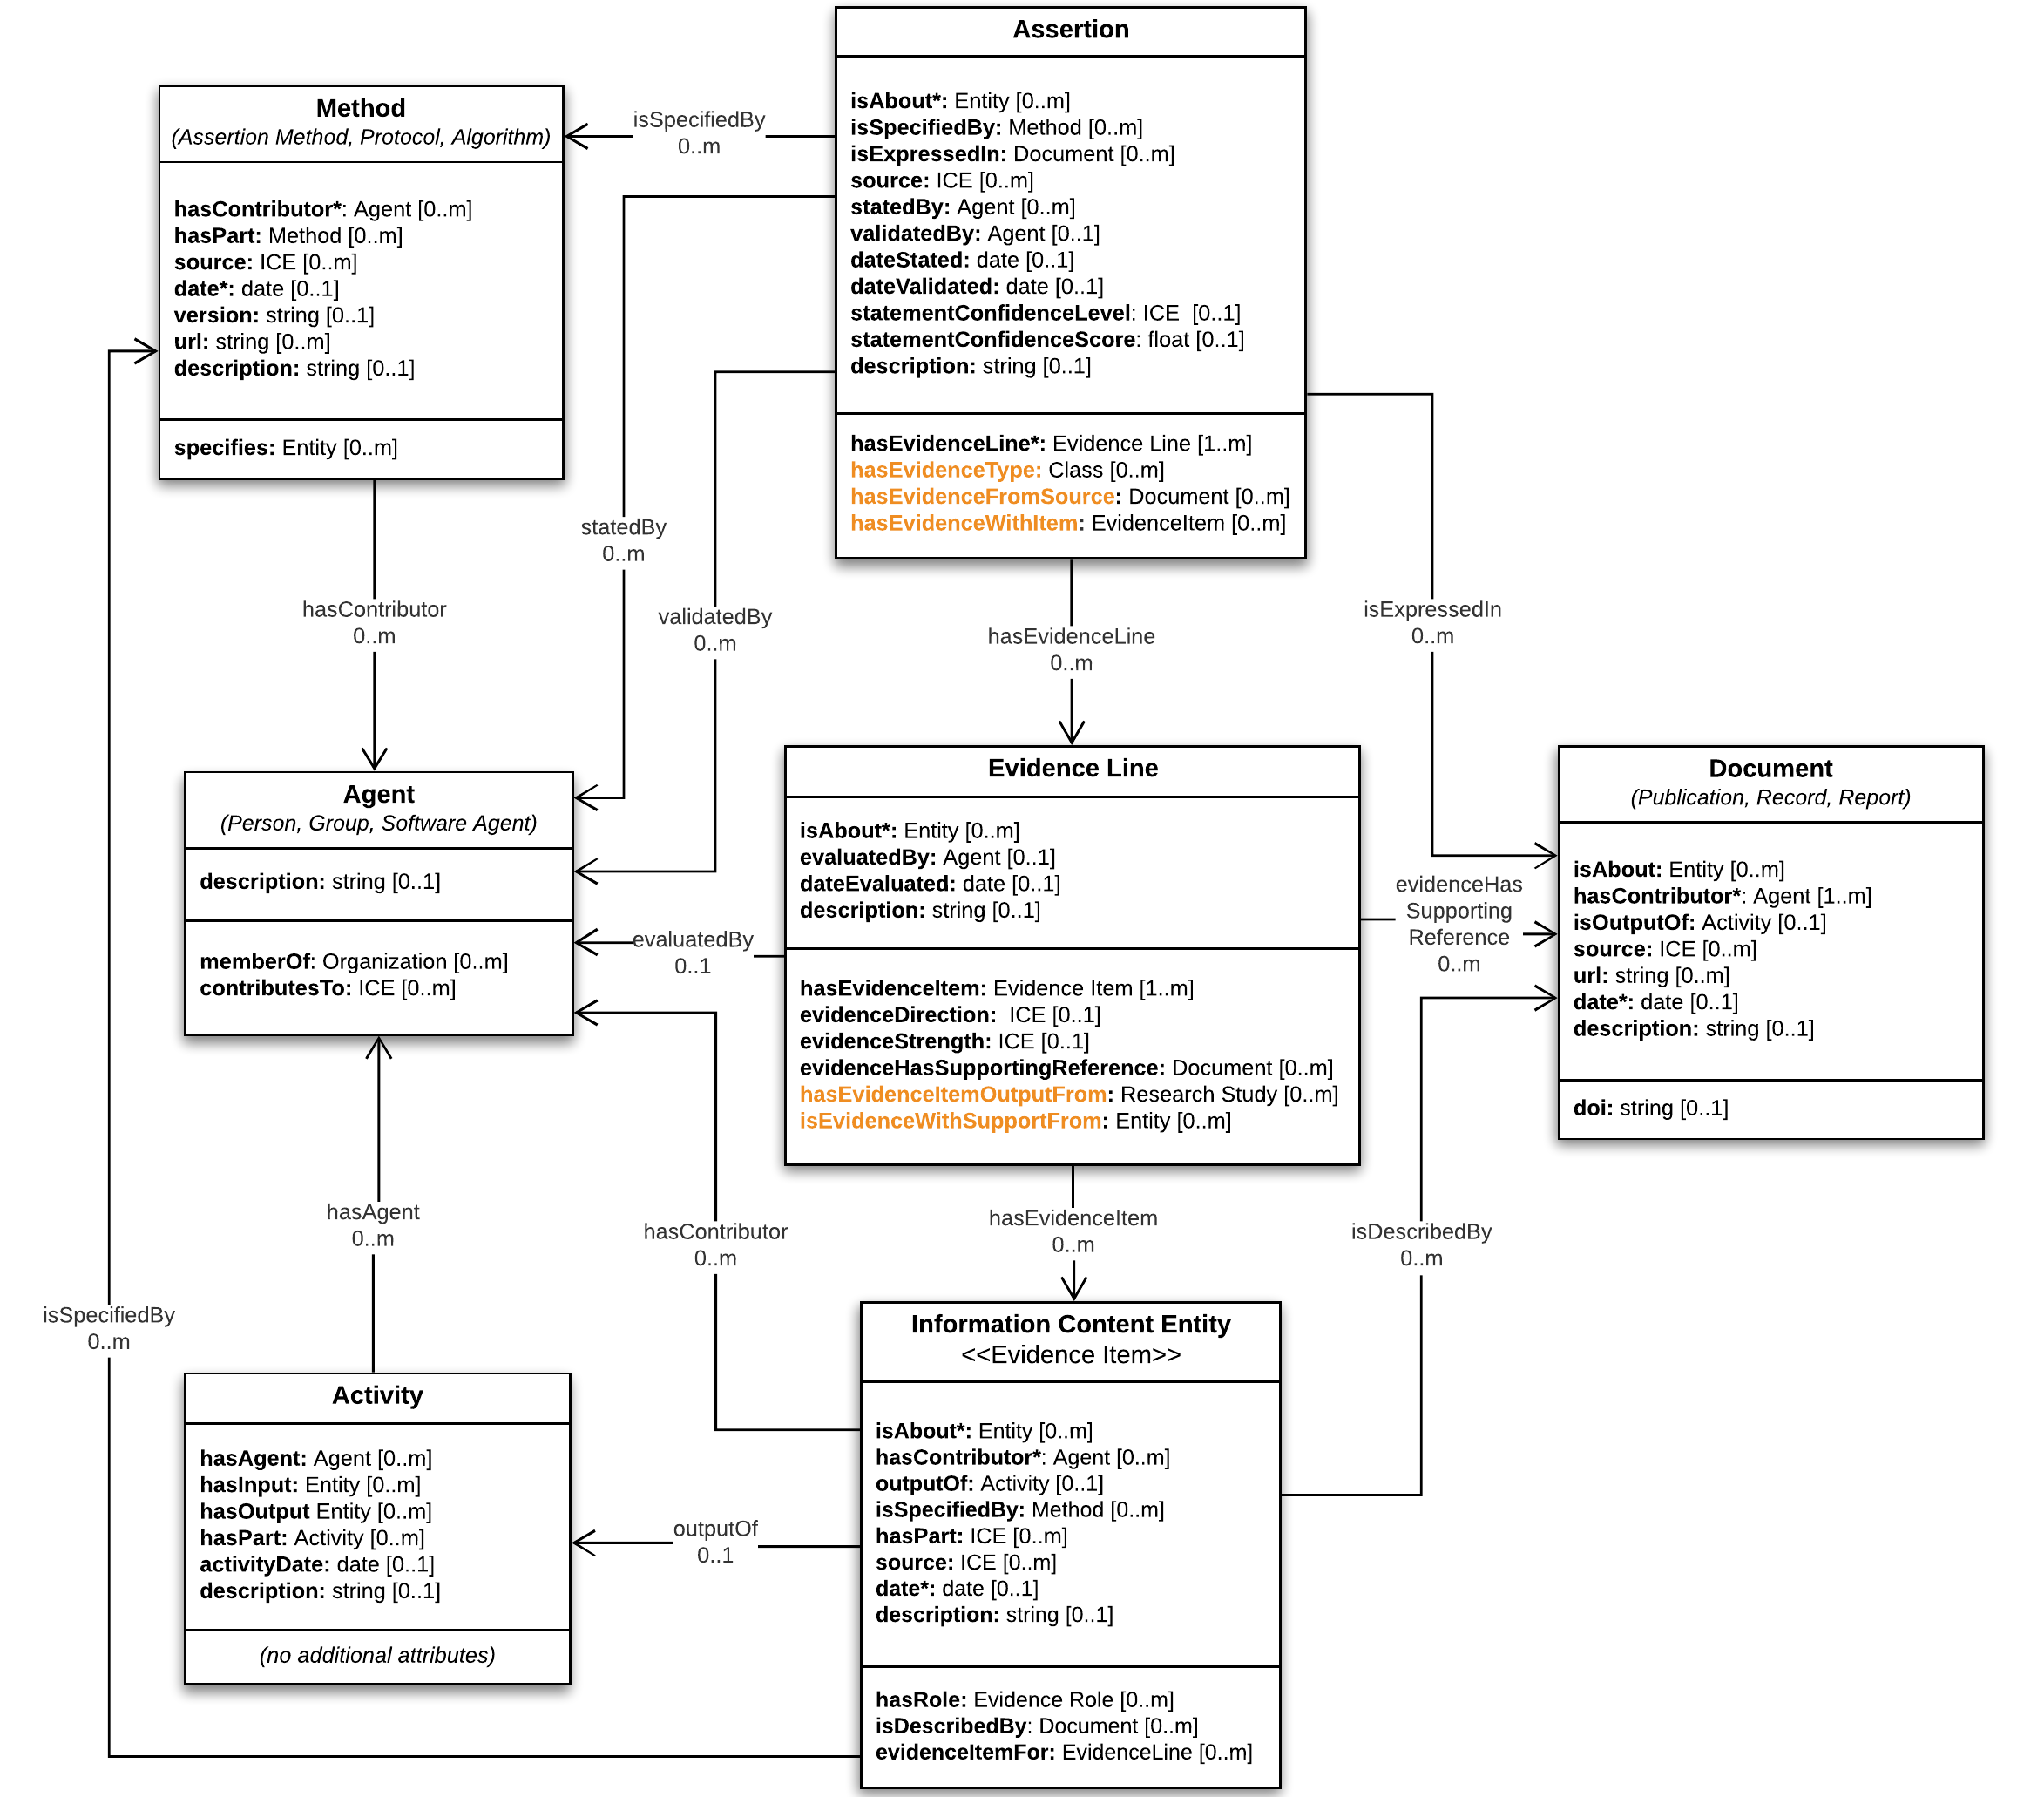 Assertion
isAbout*: Entity [0..m]
isSpecifiedBy: Method [0..m]
isExpressedIn: Document [0..m]
source: ICE [0..m]
statedBy: Agent [0..m]
validatedBy: Agent [0..1]
dateStated: date [0..1]
dateValidated: date [0..1]
statementConfidenceLevel: ICE  [0..1]
statementConfidenceScore: float [0..1]
description: string [0..1]
hasEvidenceLine*: Evidence Line [1..m]
hasEvidenceType: Class [0..m]
hasEvidenceFromSource: Document [0..m]
hasEvidenceWithItem: EvidenceItem [0..m]
Method
(Assertion Method, Protocol, Algorithm)
hasContributor*: Agent [0..m]
hasPart: Method [0..m]
source: ICE [0..m]
date*: date [0..1]
version: string [0..1]
url: string [0..m]
description: string [0..1]
specifies: Entity [0..m]
isSpecifiedBy
0..m
statedBy
0..m
validatedBy
0..m
hasContributor
0..m
hasEvidenceLine
0..m
isExpressedIn
0..m
Agent
(Person, Group, Software Agent)
description: string [0..1]
memberOf: Organization [0..m]
contributesTo: ICE [0..m]
evaluatedBy
0..1
Evidence Line
isAbout*: Entity [0..m]
evaluatedBy: Agent [0..1]
dateEvaluated: date [0..1]
description: string [0..1]
hasEvidenceItem: Evidence Item [1..m]
evidenceDirection:  ICE [0..1]
evidenceStrength: ICE [0..1]
evidenceHasSupportingReference: Document [0..m]
hasEvidenceItemOutputFrom: Research Study [0..m]
isEvidenceWithSupportFrom: Entity [0..m]
evidenceHas
Supporting
Reference
0..m
Document
(Publication, Record, Report)
isAbout: Entity [0..m]
hasContributor*: Agent [1..m]
isOutputOf: Activity [0..1]
source: ICE [0..m]
url: string [0..m]
date*: date [0..1]
description: string [0..1]
doi: string [0..1]
hasAgent
0..m
hasContributor
0..m
hasEvidenceItem
0..m
isDescribedBy
0..m
isSpecifiedBy
0..m
Activity
hasAgent: Agent [0..m]
hasInput: Entity [0..m]
hasOutput Entity [0..m]
hasPart: Activity [0..m]
activityDate: date [0..1]
description: string [0..1]
(no additional attributes)
outputOf
0..1
Information Content Entity
<<Evidence Item>>
isAbout*: Entity [0..m]
hasContributor*: Agent [0..m]
outputOf: Activity [0..1]
isSpecifiedBy: Method [0..m]
hasPart: ICE [0..m]
source: ICE [0..m]
date*: date [0..1]
description: string [0..1]
hasRole: Evidence Role [0..m]
isDescribedBy: Document [0..m]
evidenceItemFor: EvidenceLine [0..m]